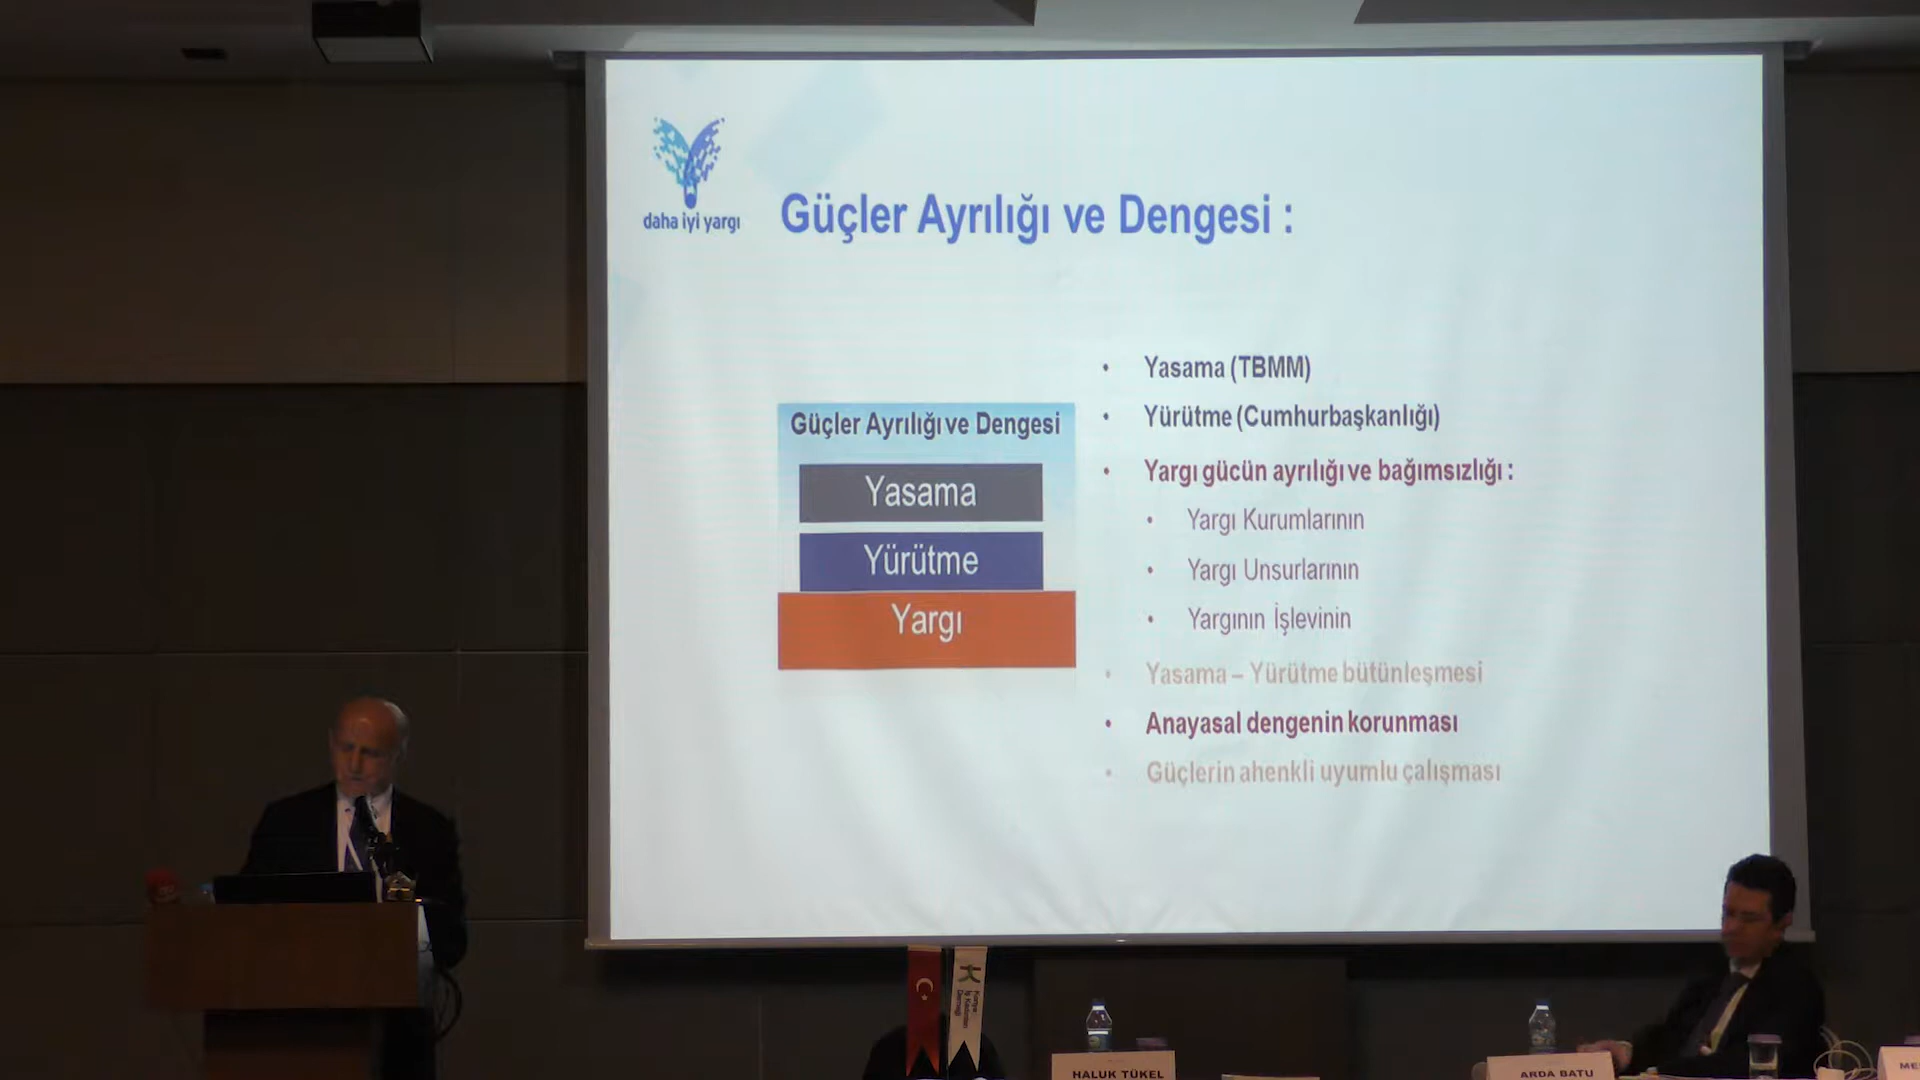 daha iyi yargı
Güçler Ayrılığı ve Dengesi :
Güçler Ayrılığı ve Dengesi
Yasama
Yürütme
Yargı
• Yasama (TBMM)
• Yürütme (Cumhurbaşkanlığı)
• Yargı gücün ayrılığı ve bağımsızlığı :
• Yargı Kurumlarının
• Yargı Unsurlarının
• Yargının İşlevinin
• Yasama – Yürütme bütünleşmesi
• Anayasal dengenin korunması
• Güçlerin ahenkli uyumlu çalışması
HALUK TÜKEL
ARDA BATU
ME